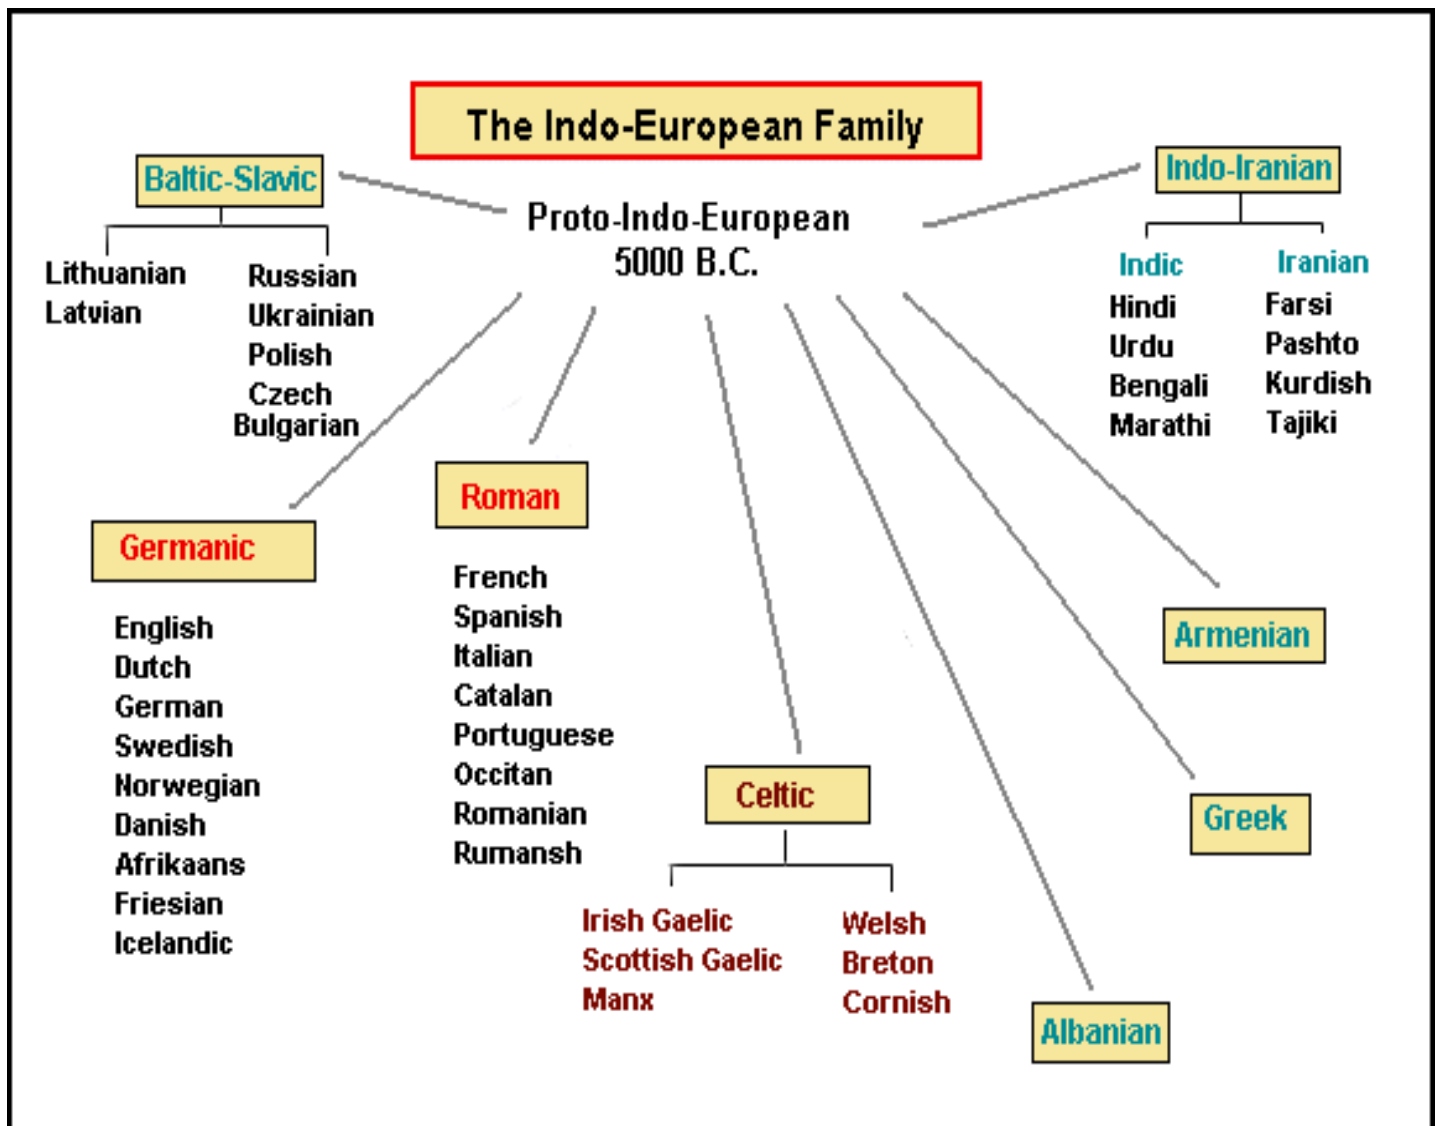 The Indo-European Family
Proto-Indo-European
5000 B.C.
Baltic-Slavic
Lithuanian
Latvian
Russian
Ukrainian
Polish
Czech
Bulgarian
Indo-Iranian
Indic
Hindi
Urdu
Bengali
Marathi
Iranian
Farsi
Pashto
Kurdish
Tajiki
Germanic
English
Dutch
German
Swedish
Norwegian
Danish
Afrikaans
Friesian
Icelandic
Roman
French
Spanish
Italian
Catalan
Portuguese
Occitan
Romanian
Rumansh
Celtic
Irish Gaelic
Scottish Gaelic
Manx
Welsh
Breton
Cornish
Armenian
Greek
Albanian